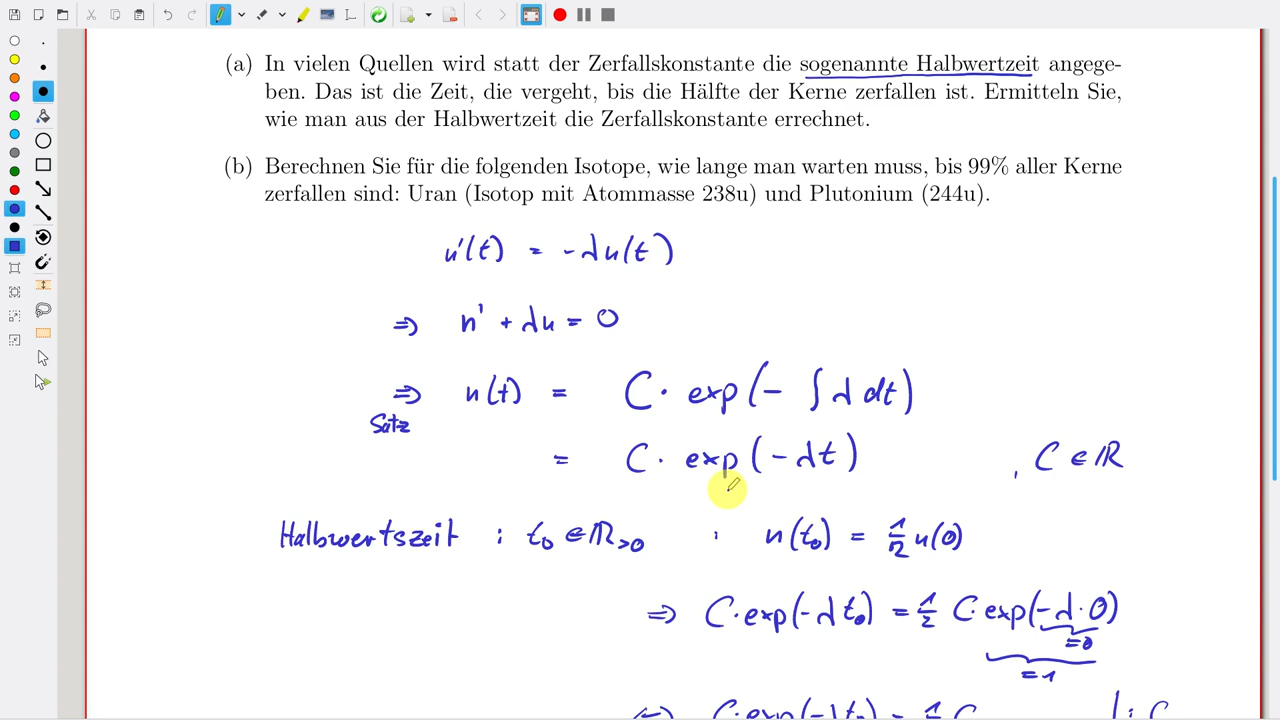 (a) In vielen Quellen wird statt der Zerfallskonstante die sogenannte Halbwertzeit angege-
ben. Das ist die Zeit, die vergeht, bis die Hälfte der Kerne zerfallen ist. Ermitteln Sie,
wie man aus der Halbwertzeit die Zerfallskonstante errechnet.
(b) Berechnen Sie für die folgenden Isotope, wie lange man warten muss, bis 99% aller Kerne
zerfallen sind: Uran (Isotop mit Atommasse 238u) und Plutonium (244u).
n'(t) = -λn(t)
⇒ n' + λn = 0
⇒ n(t) = C · exp(- ∫ λ dt)
Satz
= C · exp(-λt) , C ∈ ℝ
Halbwertszeit : t₀ ∈ ℝ>0 : n(t₀) = 1/2 n(0)
⇒ C · exp(-λt₀) = 1/2 C · exp(-λ · 0)
=0
=1
⇔ C · exp(-λt₀) = 1/2 C | : C